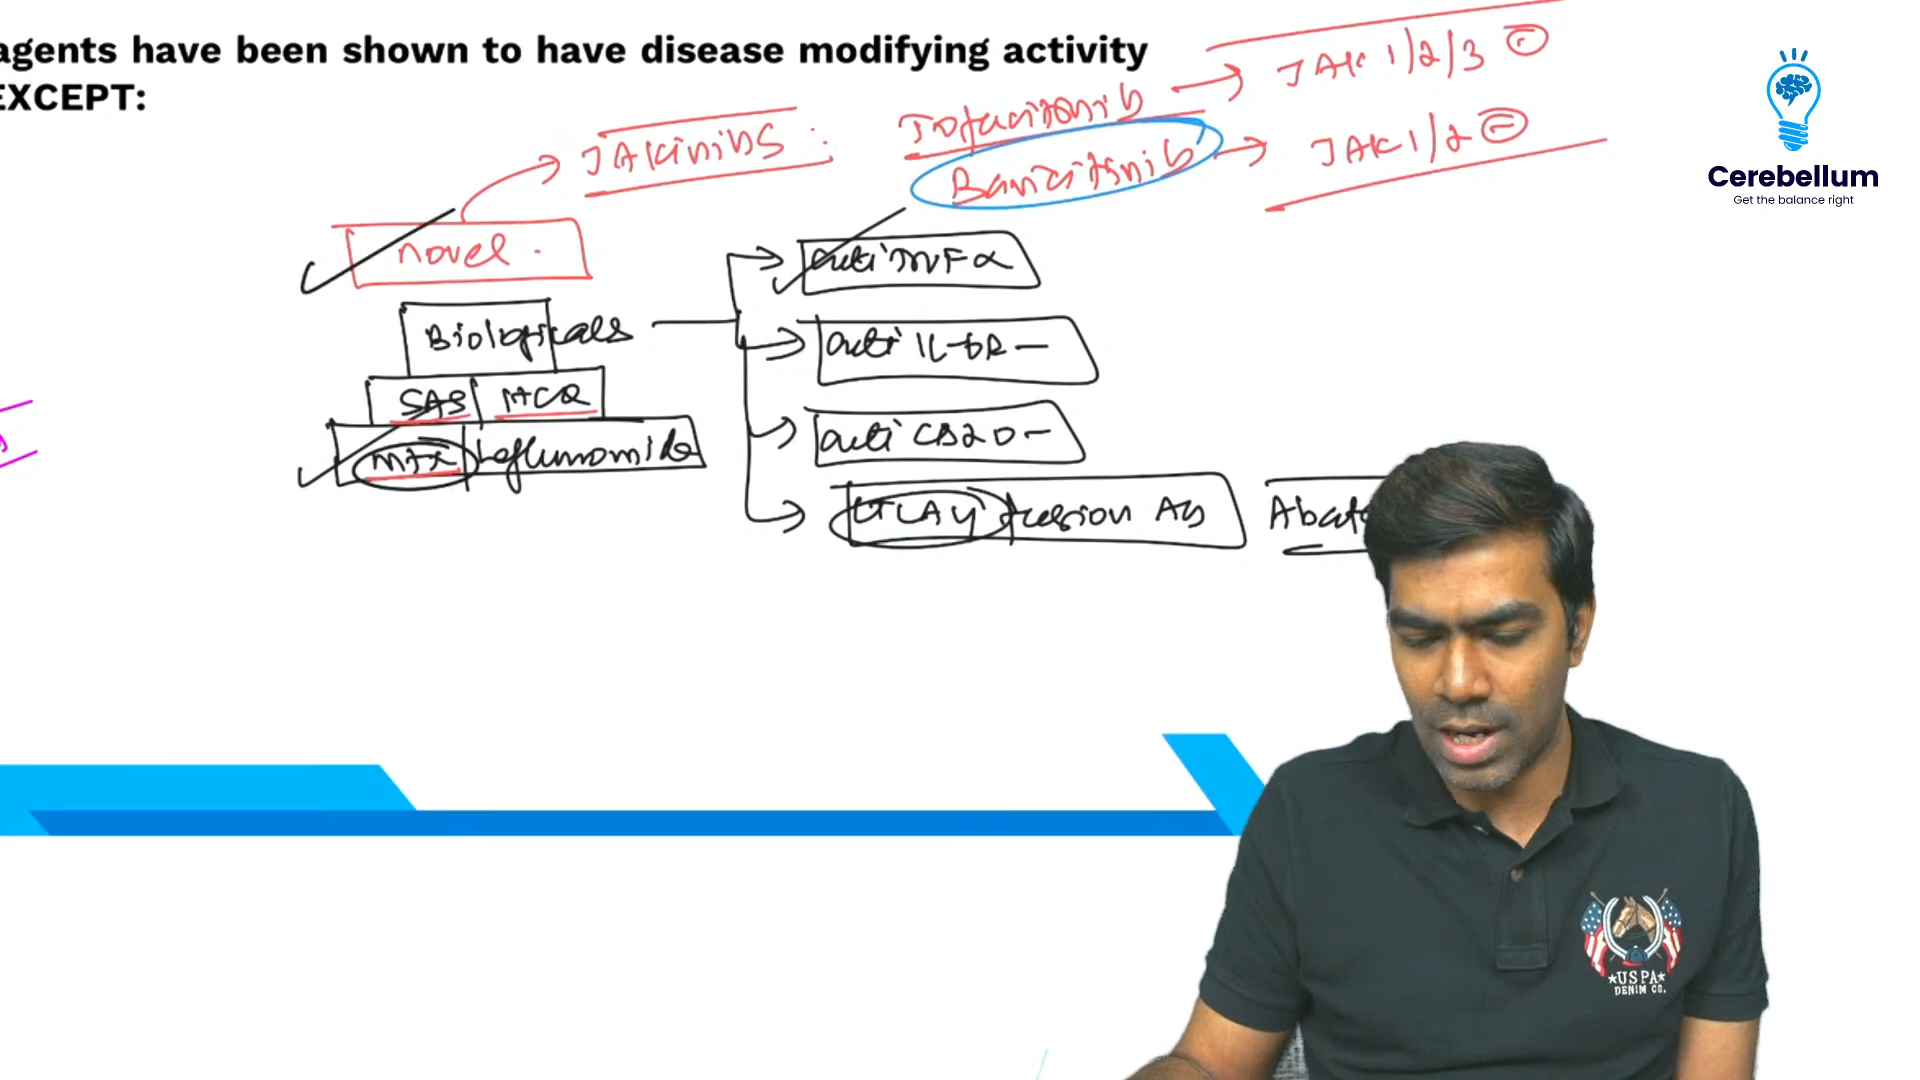 agents have been shown to have disease modifying activity
EXCEPT:
JAKinibs : Tofacitinib → JAK 1/2/3 ⊖
Baricitinib → JAK 1/2 ⊖
Cerebellum
Get the balance right
novel .
Biologicals
anti TNF α
anti IL-6R –
SAS HCQ
anti CD20 –
MTX Leflunomide
CTLA4 fusion Ab
★USPA★
DENIM CO.